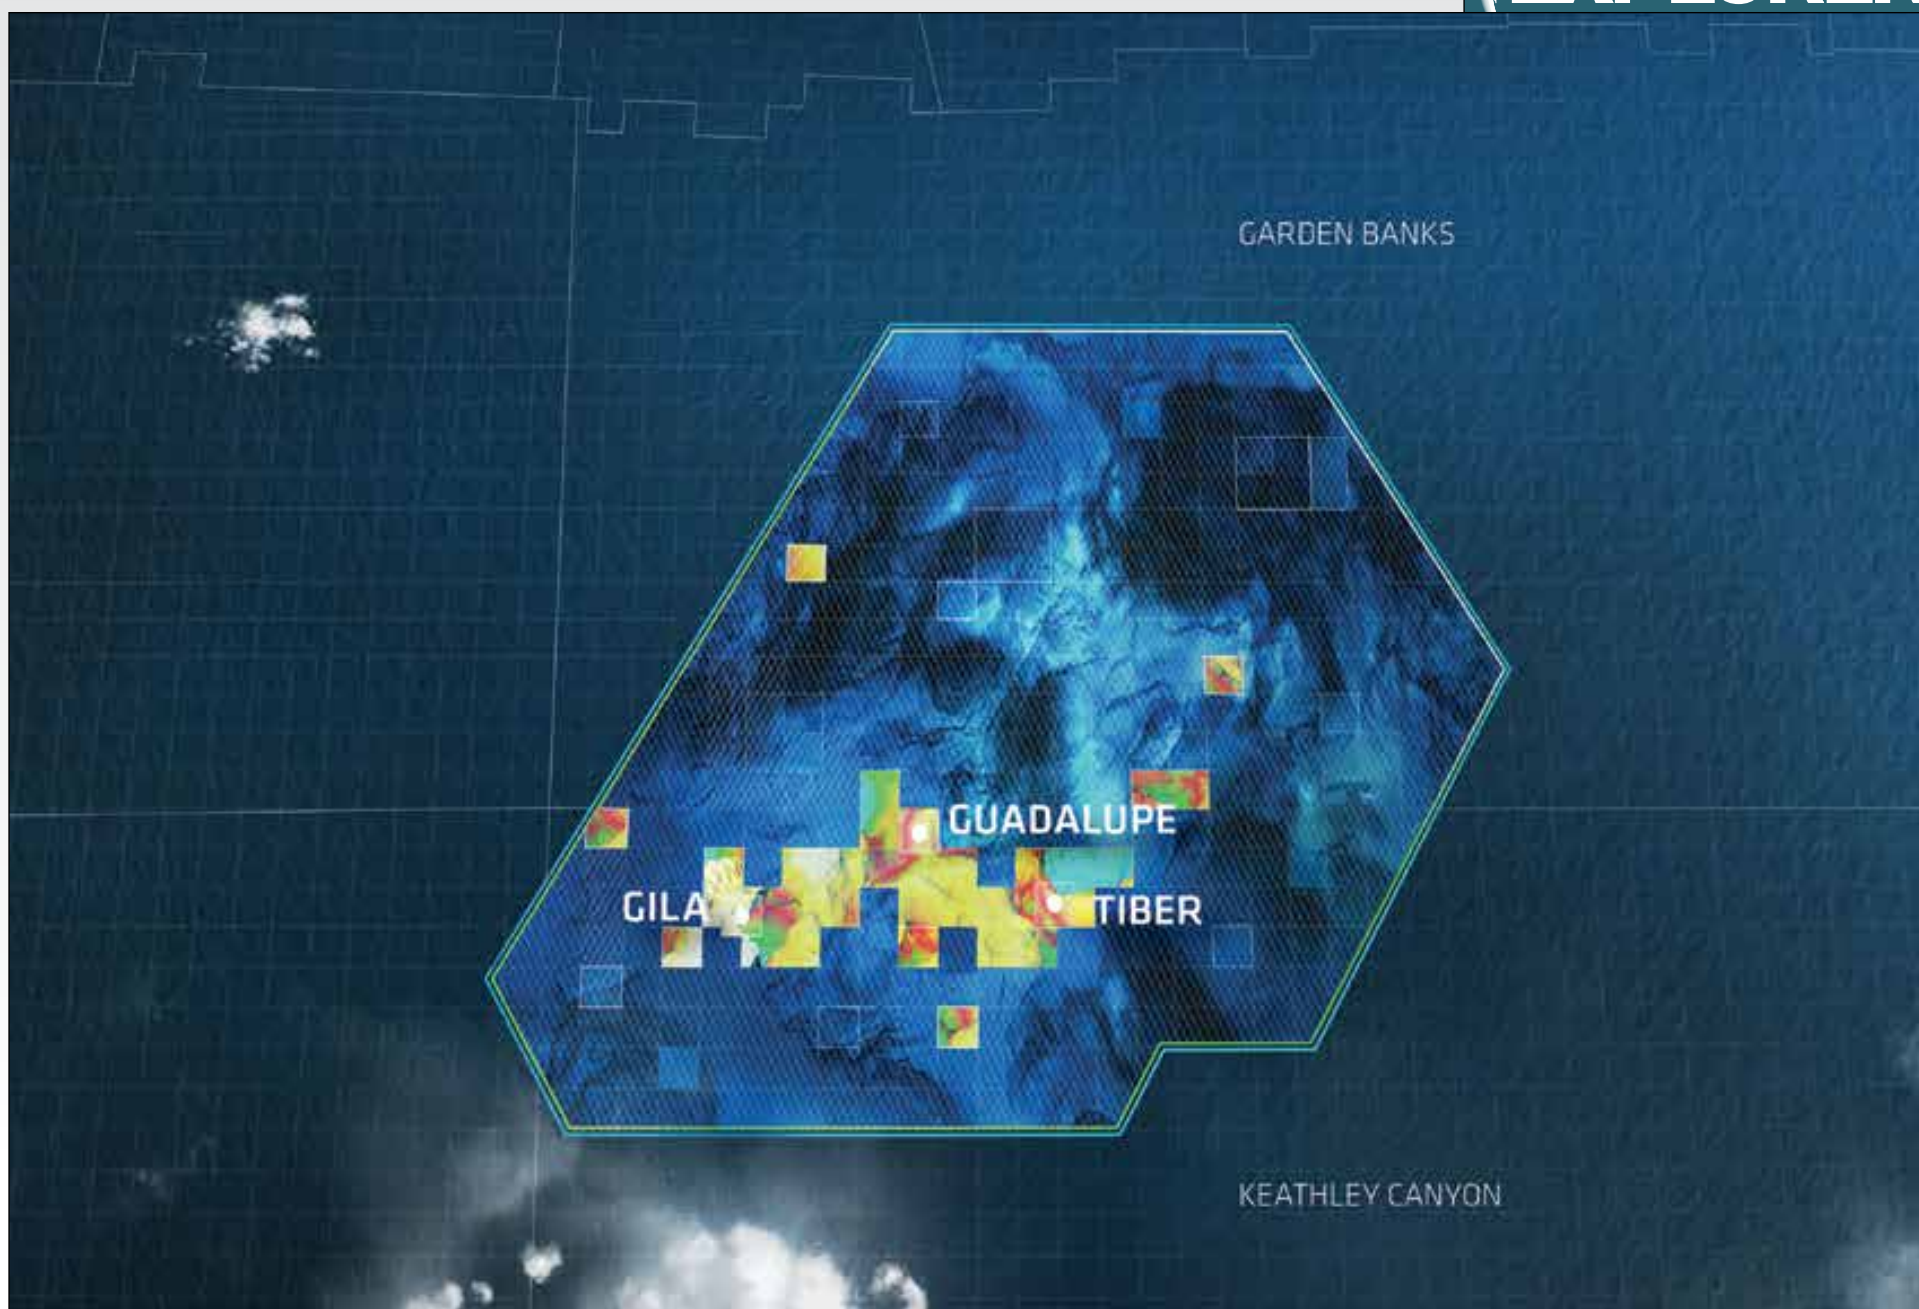 GARDEN BANKS
GUADALUPE
GILA
TIBER
KEATHLEY CANYON